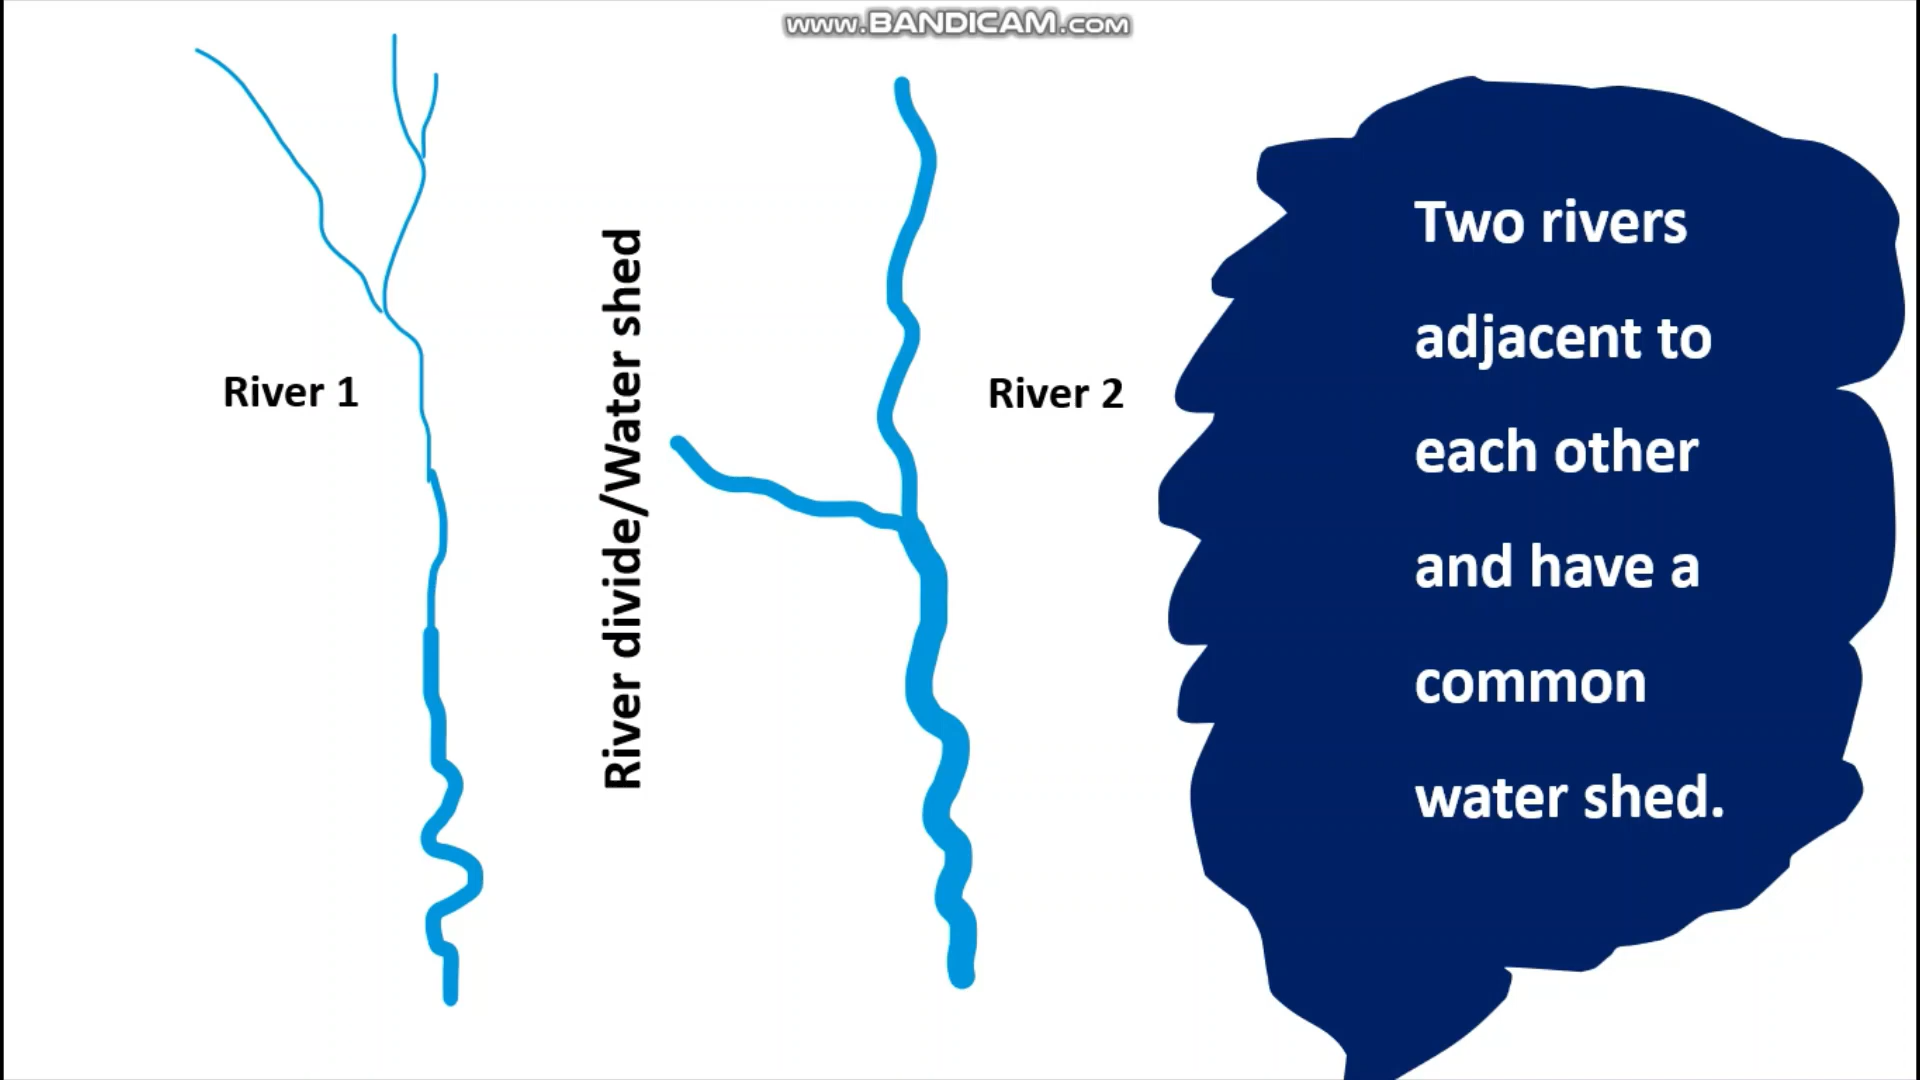 www.BANDICAM.com
River 1
River divide/Water shed
River 2
Two rivers
adjacent to
each other
and have a
common
water shed.